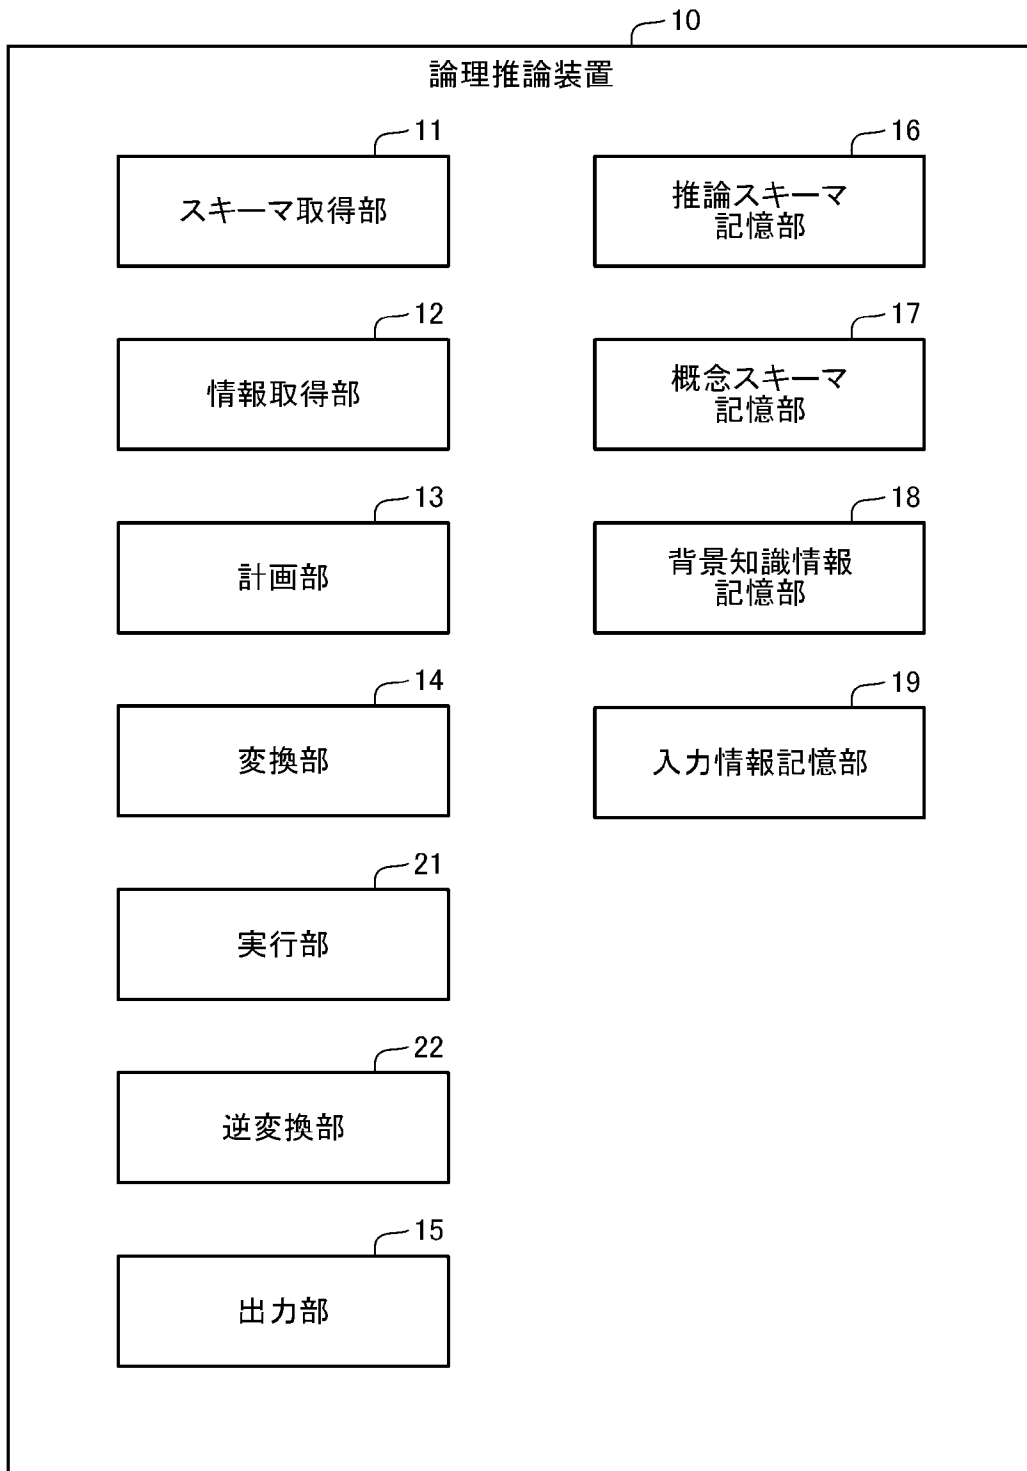 10
論理推論装置
11
スキーマ取得部
16
推論スキーマ
記憶部
12
情報取得部
17
概念スキーマ
記憶部
13
計画部
18
背景知識情報
記憶部
14
変換部
19
入力情報記憶部
21
実行部
22
逆変換部
15
出力部